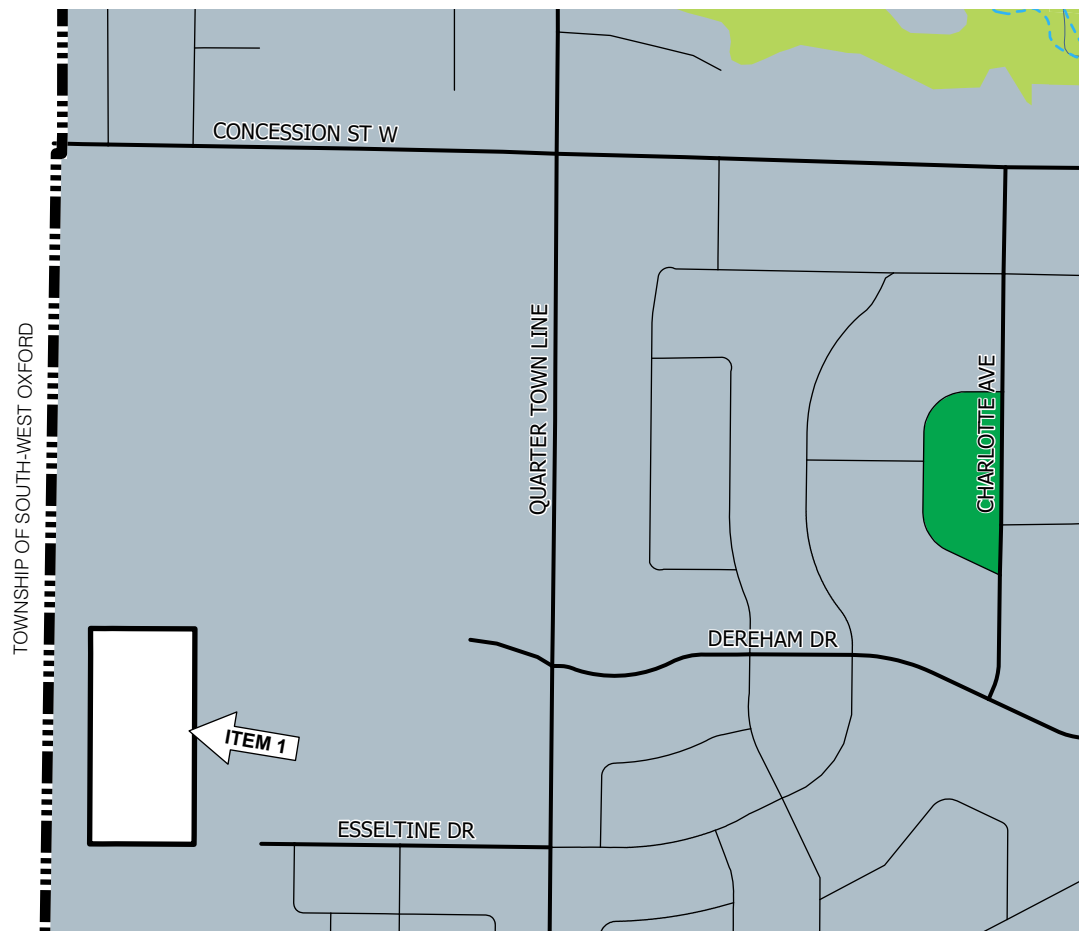 CONCESSION ST W
QUARTER TOWN LINE
TOWNSHIP OF SOUTH-WEST OXFORD
CHARLOTTE AVE
DEREHAM DR
ITEM 1
ESSELTINE DR